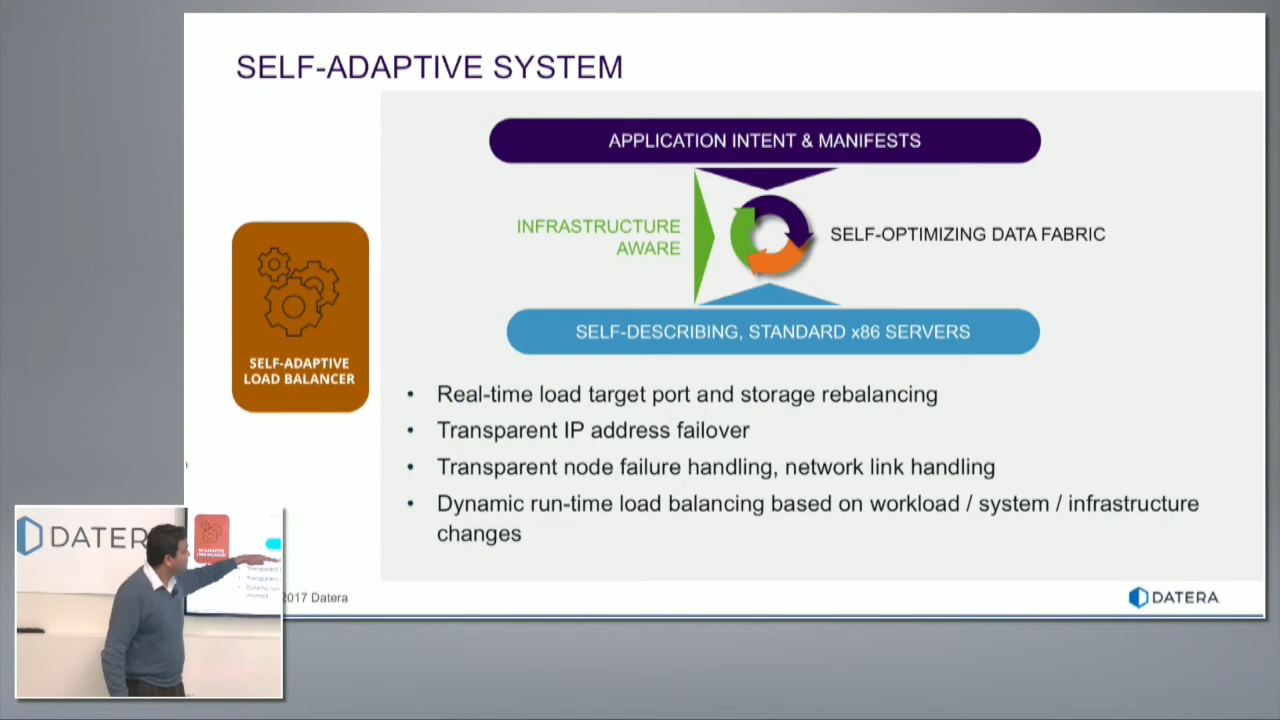 SELF-ADAPTIVE SYSTEM
APPLICATION INTENT & MANIFESTS
INFRASTRUCTURE
AWARE
SELF-OPTIMIZING DATA FABRIC
SELF-DESCRIBING, STANDARD x86 SERVERS
SELF-ADAPTIVE
LOAD BALANCER
• Real-time load target port and storage rebalancing
• Transparent IP address failover
• Transparent node failure handling, network link handling
• Dynamic run-time load balancing based on workload / system / infrastructure
changes
2017 Datera
DATERA
DATER